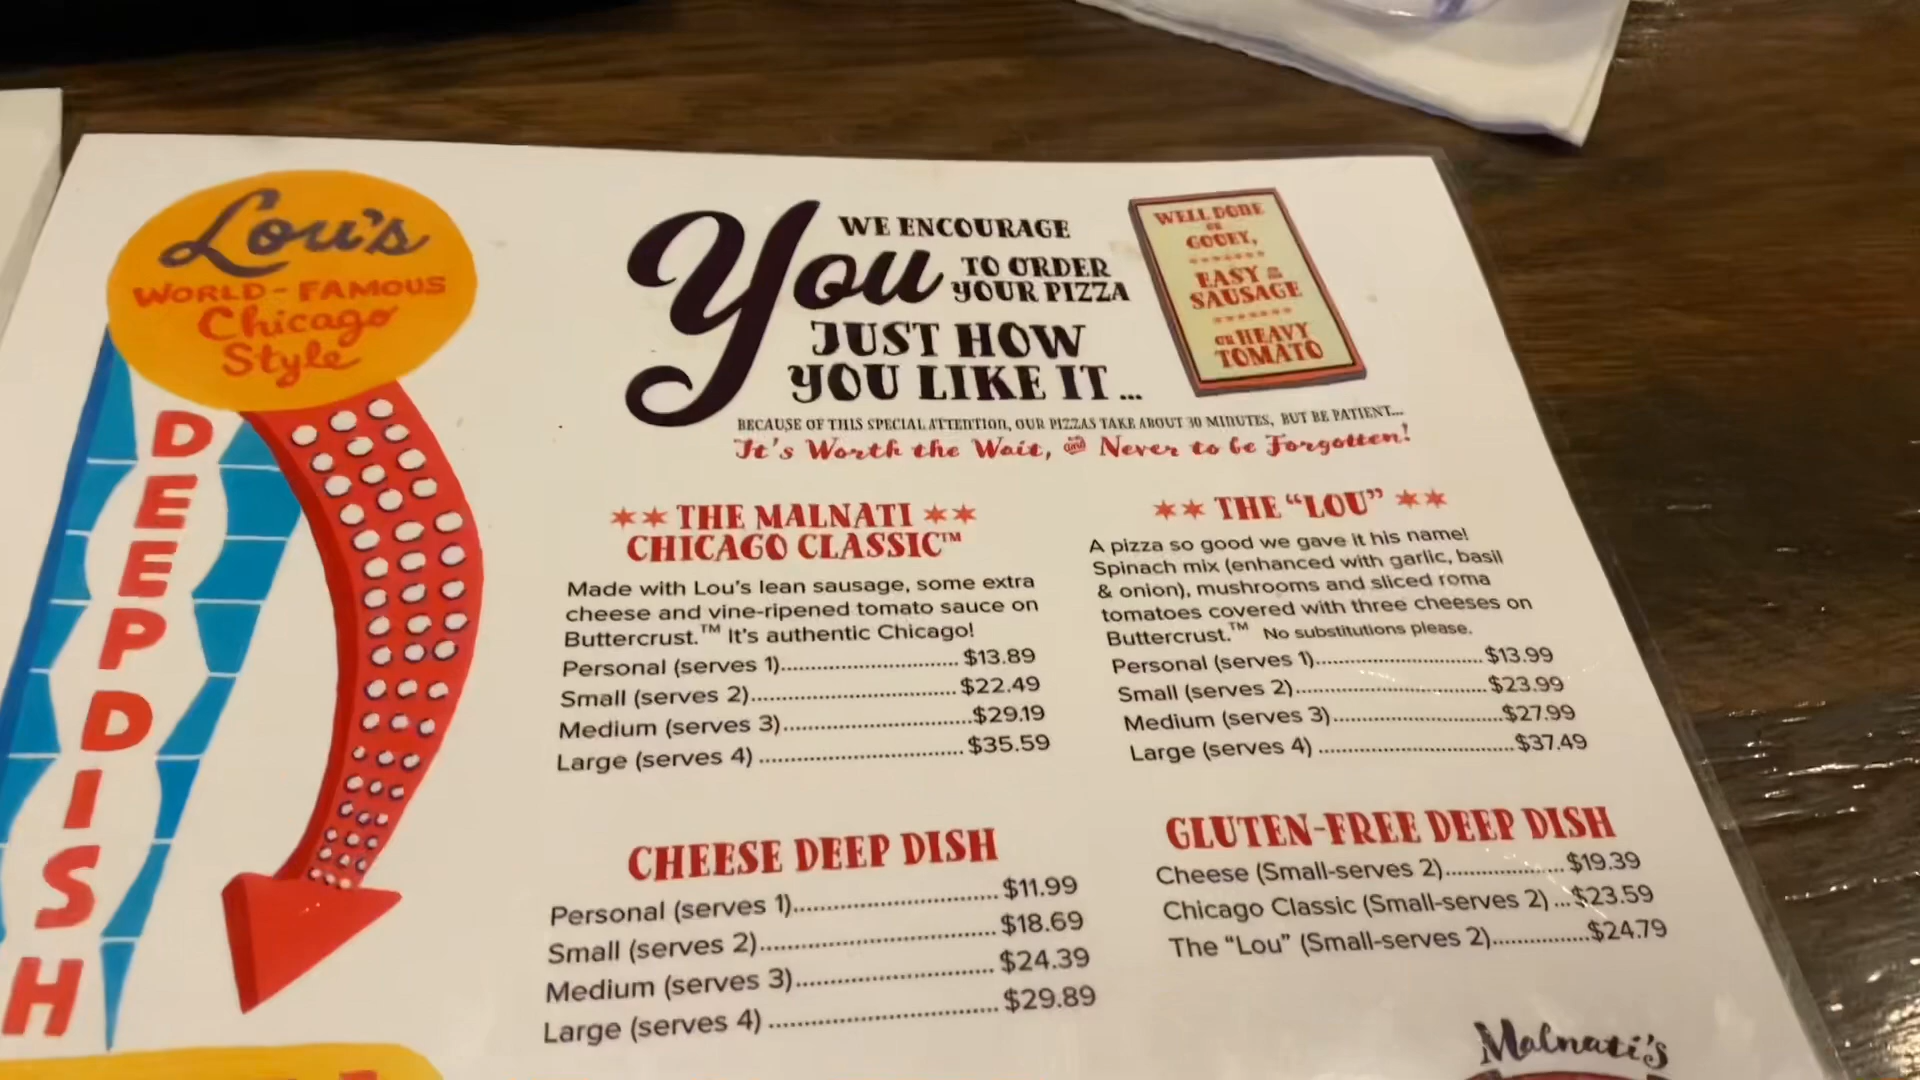 Lou's
WORLD-FAMOUS
Chicago
Style
DEEP DISH
WE ENCOURAGE
You TO ORDER
YOUR PIZZA
JUST HOW
YOU LIKE IT...
WELL DONE
OR
GOOEY,
EASY
SAUSAGE
OR HEAVY
TOMATO
BECAUSE OF THIS SPECIAL ATTENTION, OUR PIZZAS TAKE ABOUT 30 MINUTES, BUT BE PATIENT...
It's Worth the Wait, and Never to be Forgotten!
THE MALNATI
CHICAGO CLASSIC™
Made with Lou's lean sausage, some extra
cheese and vine-ripened tomato sauce on
Buttercrust.™ It's authentic Chicago!
Personal (serves 1)..............................$13.89
Small (serves 2)..................................$22.49
Medium (serves 3)..............................$29.19
Large (serves 4) .................................$35.59
THE "LOU"
A pizza so good we gave it his name!
Spinach mix (enhanced with garlic, basil
& onion), mushrooms and sliced roma
tomatoes covered with three cheeses on
Buttercrust.™ No substitutions please.
Personal (serves 1)..............................$13.99
Small (serves 2)..................................$23.99
Medium (serves 3)..............................$27.99
Large (serves 4) .................................$37.49
CHEESE DEEP DISH
Personal (serves 1)..............................$11.99
Small (serves 2)..................................$18.69
Medium (serves 3)..............................$24.39
Large (serves 4) .................................$29.89
GLUTEN-FREE DEEP DISH
Cheese (Small-serves 2)....................$19.39
Chicago Classic (Small-serves 2) ...$23.59
The "Lou" (Small-serves 2)................$24.79
Malnati's